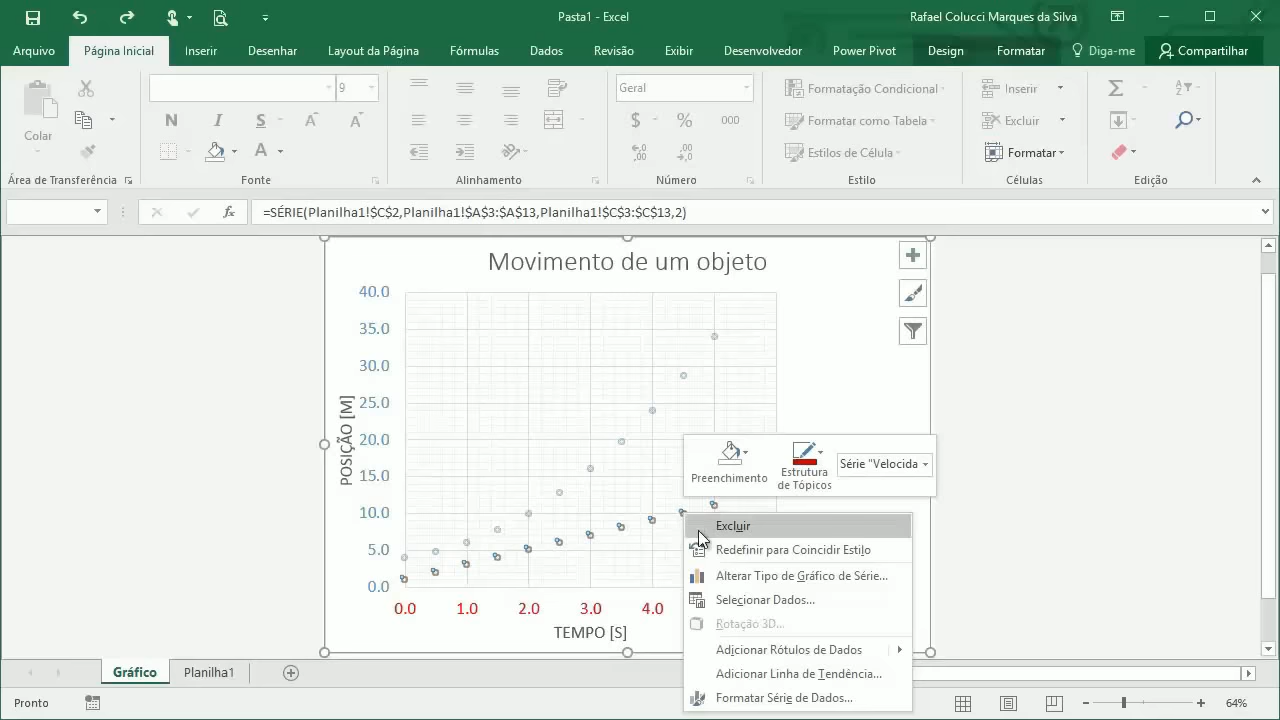 Pasta1 - Excel
Rafael Colucci Marques da Silva
Arquivo
Página Inicial
Inserir
Desenhar
Layout da Página
Fórmulas
Dados
Revisão
Exibir
Desenvolvedor
Power Pivot
Design
Formatar
Diga-me
Compartilhar
Colar
Área de Transferência
9
N I S A A
A
Fonte
Alinhamento
Geral
$ % 000
Número
Formatação Condicional
Formatar como Tabela
Estilos de Célula
Estilo
Inserir
Excluir
Formatar
Células
Edição
fx
=SÉRIE(Planilha1!$C$2,Planilha1!$A$3:$A$13,Planilha1!$C$3:$C$13,2)
Movimento de um objeto
40.0
35.0
30.0
25.0
20.0
15.0
10.0
5.0
0.0
POSIÇÃO [M]
0.0 1.0 2.0 3.0 4.0
TEMPO [S]
Preenchimento
Estrutura
de Tópicos
Série "Velocida
Excluir
Redefinir para Coincidir Estilo
Alterar Tipo de Gráfico de Série...
Selecionar Dados...
Rotação 3D...
Adicionar Rótulos de Dados
Adicionar Linha de Tendência...
Formatar Série de Dados...
Gráfico
Planilha1
Pronto
64%